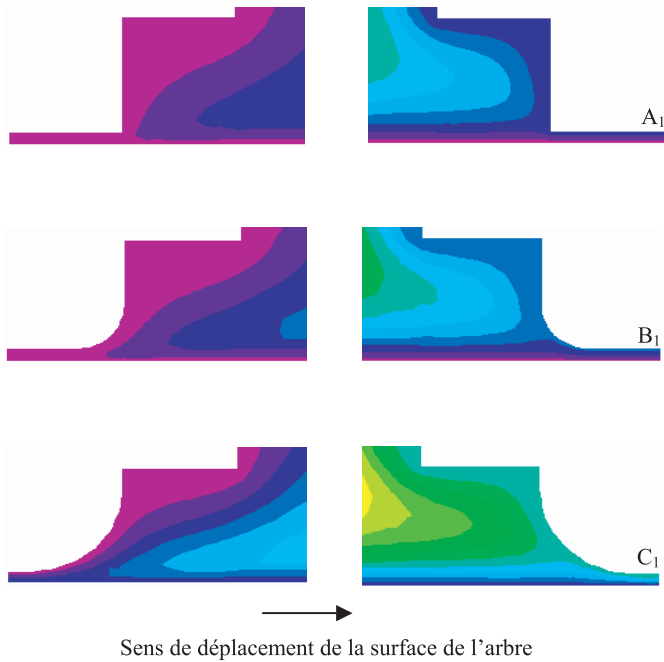 A₁
B₁
C₁
Sens de déplacement de la surface de l'arbre